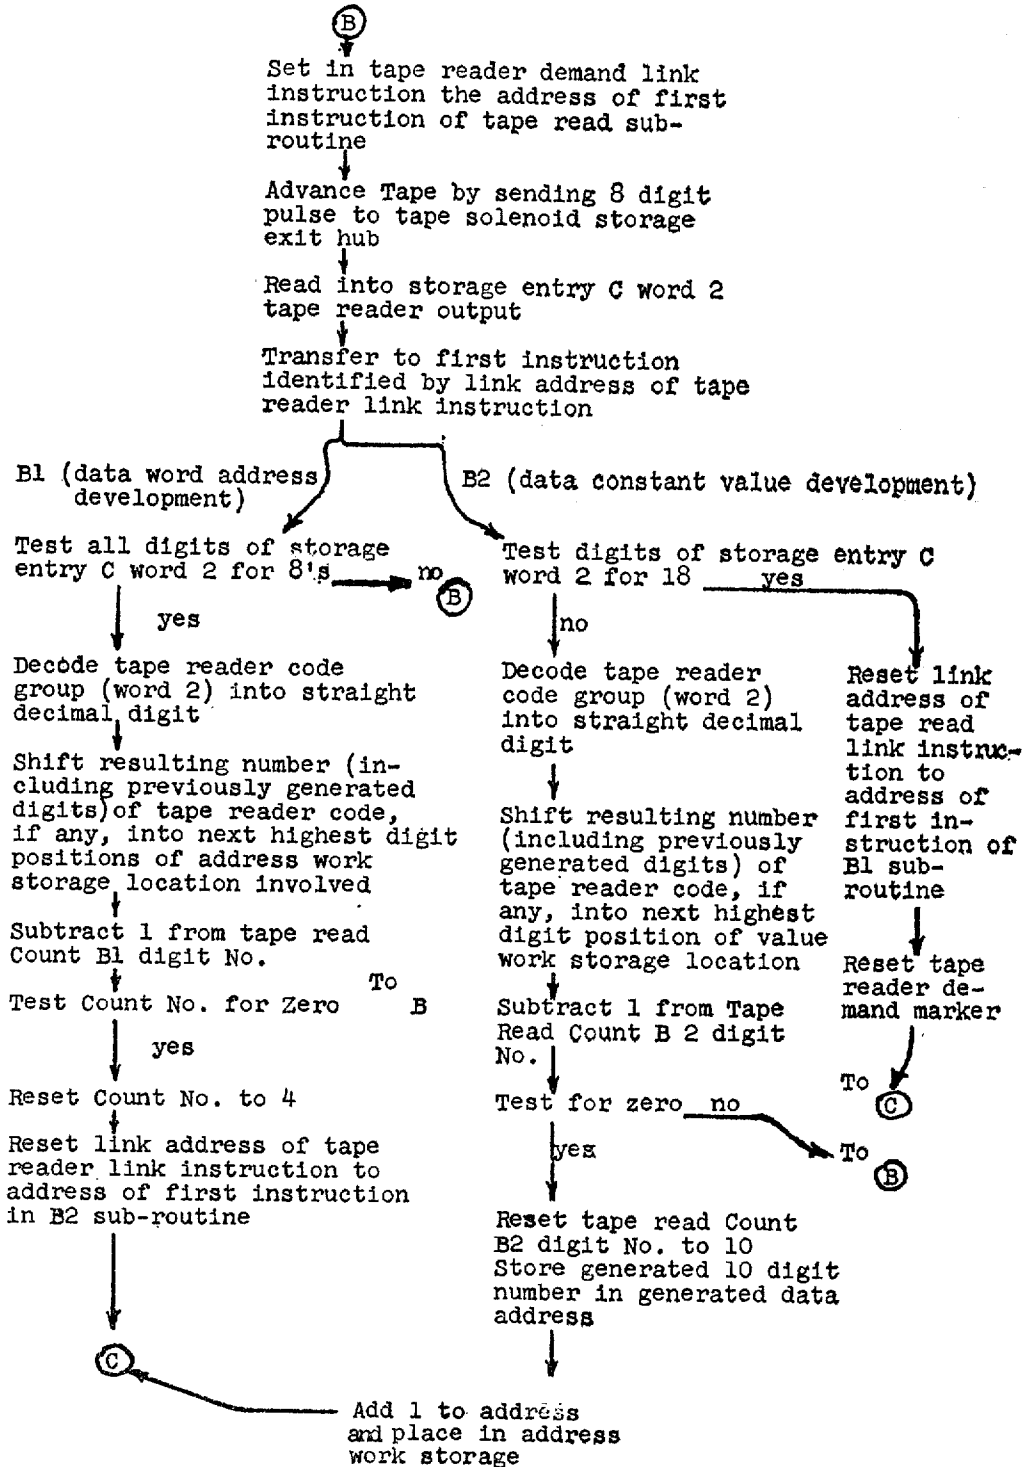 B
Set in tape reader demand link
instruction the address of first
instruction of tape read sub-
routine
Advance Tape by sending 8 digit
pulse to tape solenoid storage
exit hub
Read into storage entry C word 2
tape reader output
Transfer to first instruction
identified by link address of tape
reader link instruction
B1 (data word address
development)
Test all digits of storage
entry C word 2 for 8's no
B
yes
Decode tape reader code
group (word 2) into straight
decimal digit
Shift resulting number (in-
cluding previously generated
digits)of tape reader code,
if any, into next highest digit
positions of address work
storage location involved
Subtract 1 from tape read
Count B1 digit No.
Test Count No. for Zero
To
B
yes
Reset Count No. to 4
Reset link address of tape
reader link instruction to
address of first instruction
in B2 sub-routine
C
B2 (data constant value development)
Test digits of storage entry C
word 2 for 18 yes
no
Decode tape reader
code group (word 2)
into straight decimal
digit
Shift resulting number
(including previously
generated digits) of
tape reader code, if
any, into next highest
digit position of value
work storage location
Subtract 1 from Tape
Read Count B 2 digit
No.
Test for zero no
To
B
yes
Reset tape read Count
B2 digit No. to 10
Store generated 10 digit
number in generated data
address
Add 1 to address
and place in address
work storage
Reset link
address of
tape read
link instruc-
tion to
address of
first in-
struction of
B1 sub-
routine
Reset tape
reader de-
mand marker
To
C